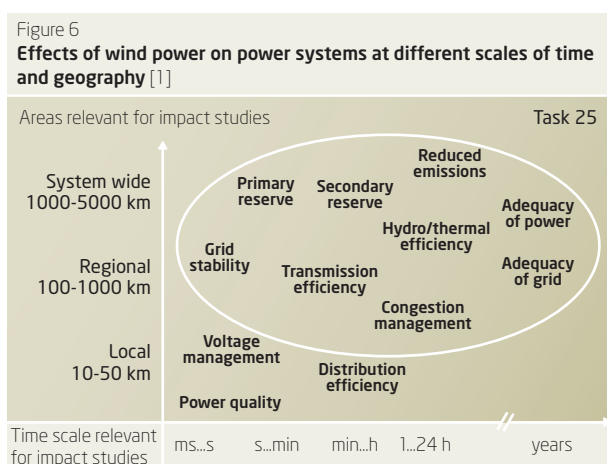 Figure 6
Effects of wind power on power systems at different scales of time
and geography [1]
Areas relevant for impact studies
Task 25
System wide
1000-5000 km
Regional
100-1000 km
Local
10-50 km
Reduced
emissions
Primary
reserve
Secondary
reserve
Adequacy
of power
Hydro/thermal
efficiency
Grid
stability
Transmission
efficiency
Adequacy
of grid
Congestion
management
Voltage
management
Distribution
efficiency
Power quality
Time scale relevant
for impact studies
ms...s
s...min
min...h
1...24 h
years